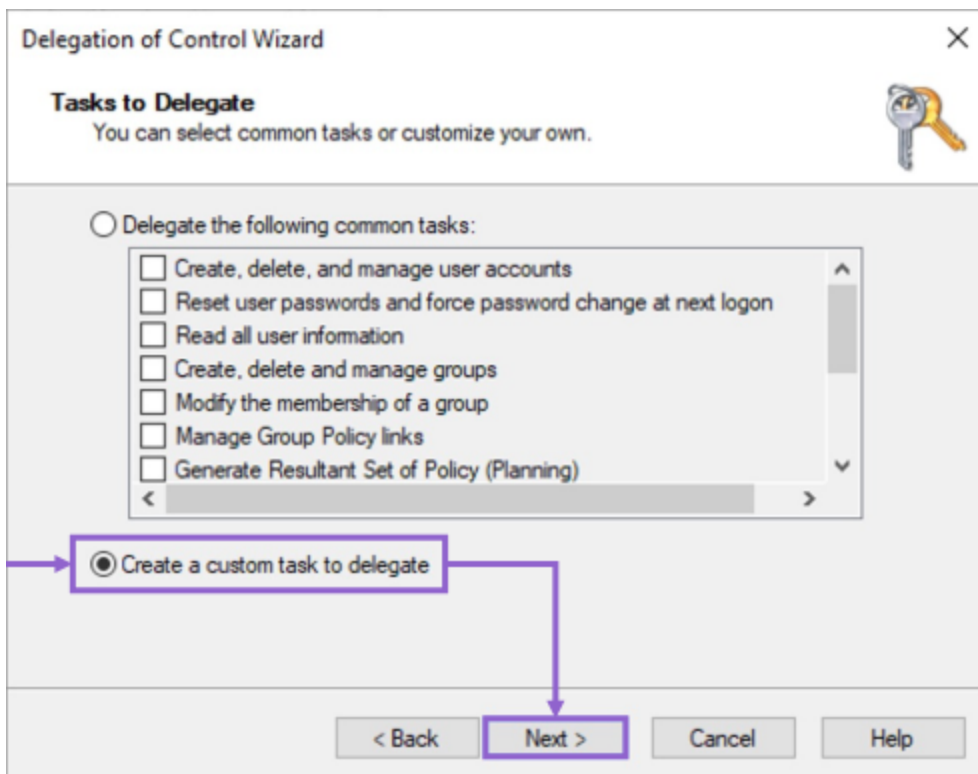 Delegation of Control Wizard
Tasks to Delegate
You can select common tasks or customize your own.
Delegate the following common tasks:
Create, delete, and manage user accounts
Reset user passwords and force password change at next logon
Read all user information
Create, delete and manage groups
Modify the membership of a group
Manage Group Policy links
Generate Resultant Set of Policy (Planning)
Create a custom task to delegate
< Back Next > Cancel Help